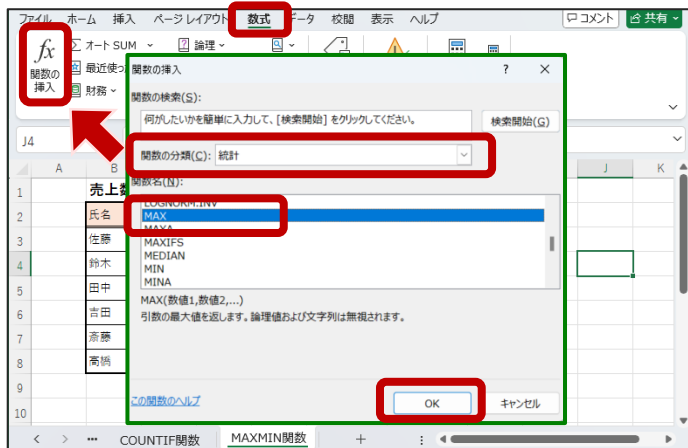 ファイル ホーム 挿入 ページ レイアウト 数式 データ 校閲 表示 ヘルプ コメント 共有
fx
関数の
挿入
オート SUM
最近使っ
財務
論理
関数の挿入 ? ×
関数の検索(S):
何がしたいかを簡単に入力して、[検索開始] をクリックしてください。
検索開始(G)
関数の分類(C): 統計
関数名(N):
LOGNORM.INV
MAX
MAXA
MAXIFS
MEDIAN
MIN
MINA
MAX(数値1,数値2,...)
引数の最大値を返します。論理値および文字列は無視されます。
この関数のヘルプ
OK
キャンセル
J4
A B J K
1 売上数
2 氏名
3 佐藤
4 鈴木
5 田中
6 吉田
7 斎藤
8 高橋
9
10
< > ... COUNTIF関数 MAXMIN関数 + :